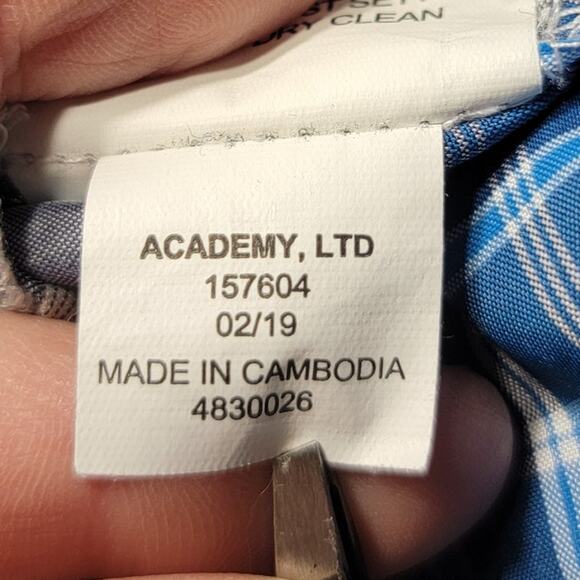 DRY CLEAN
ACADEMY, LTD
157604
02/19
MADE IN CAMBODIA
4830026